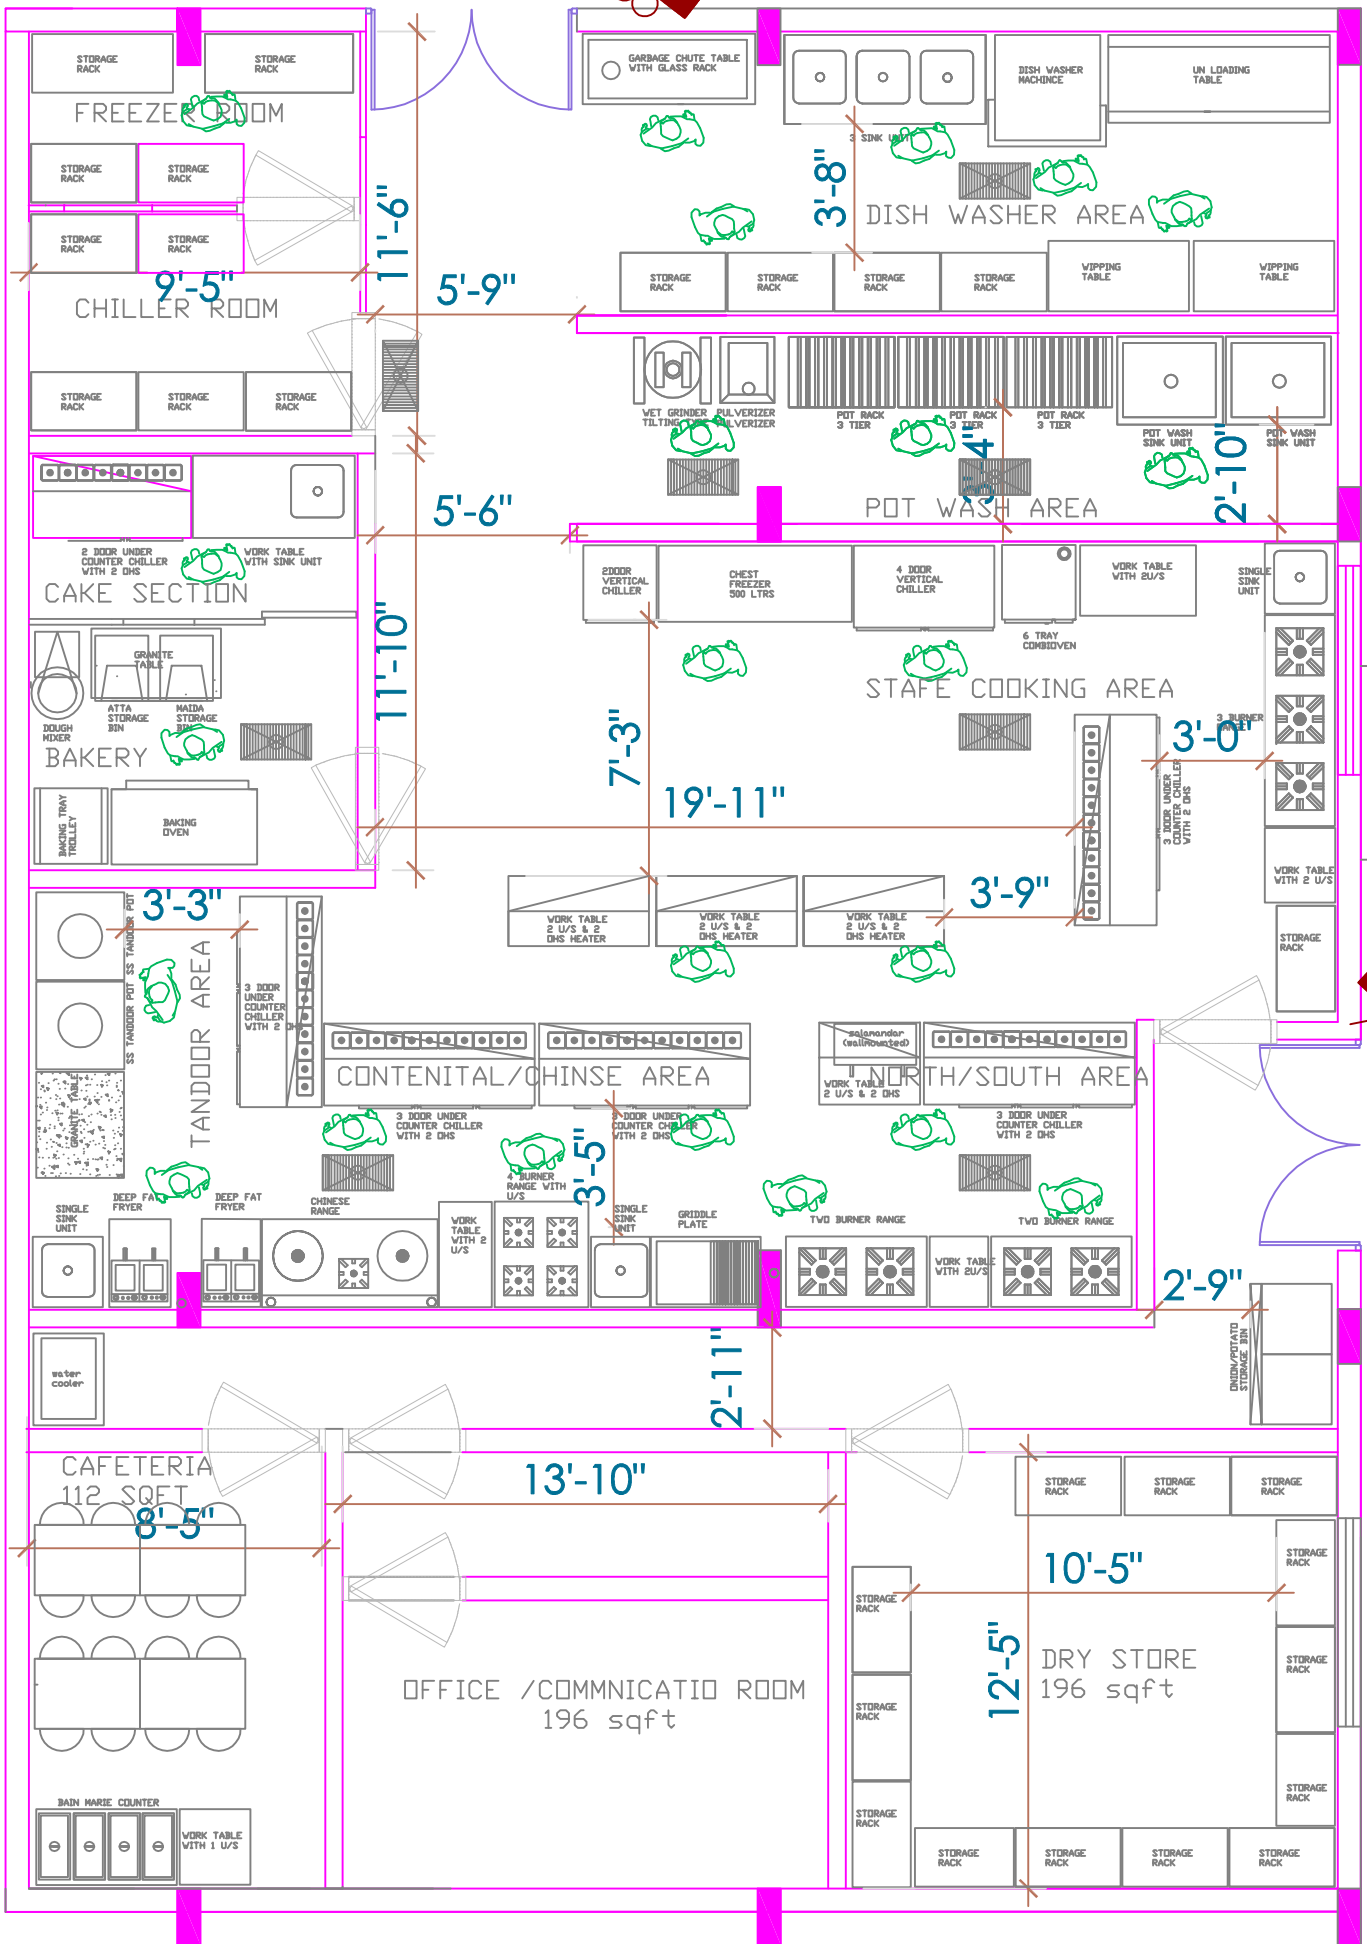 STORAGE
RACK
STORAGE
RACK
FREEZER ROOM
STORAGE
RACK
STORAGE
RACK
STORAGE
RACK
STORAGE
RACK
9'-5"
CHILLER ROOM
STORAGE
RACK
STORAGE
RACK
STORAGE
RACK
11'-6"
5'-9"
GARBAGE CHUTE TABLE
WITH GLASS RACK
3 SINK UNIT
DISH WASHER
MACHINCE
UN LOADING
TABLE
3'-8"
DISH WASHER AREA
STORAGE
RACK
STORAGE
RACK
STORAGE
RACK
STORAGE
RACK
WIPPING
TABLE
WIPPING
TABLE
WET GRINDER
PULVERIZER
PULVERIZER
POT RACK
3 TIER
POT RACK
3 TIER
POT RACK
3 TIER
POT WASH
SINK UNIT
POT WASH
SINK UNIT
2'-10"
POT WASH AREA
5'-6"
2 DOOR UNDER
COUNTER CHILLER
WITH 2 OHS
WORK TABLE
WITH SINK UNIT
CAKE SECTION
11'-10"
GRANITE
TABLE
ATTA
STORAGE
BIN
MAIDA
STORAGE
BIN
DOUGH
MIXER
BAKERY
BAKING TRAY
TROLLEY
BAKING
OVEN
2DOOR
VERTICAL
CHILLER
CHEST
FREEZER
500 LTRS
4 DOOR
VERTICAL
CHILLER
6 TRAY
COMBIOVEN
WORK TABLE
WITH 2U/S
SINGLE
SINK
UNIT
STAFE COOKING AREA
3 BURNER
3'-0"
3 DOOR UNDER
COUNTER CHILLER
WITH 2 OHS
7'-3"
19'-11"
WORK TABLE
WITH 2 U/S
3'-9"
STORAGE
RACK
WORK TABLE
2 U/S & 2
OHS HEATER
WORK TABLE
2 U/S & 2
OHS HEATER
WORK TABLE
2 U/S & 2
OHS HEATER
3'-3"
SS TANDOOR POT
SS TANDOOR POT
GRANITE TABLE
TANDOOR AREA
3 DOOR
UNDER
COUNTER
CHILLER
WITH 2 OHS
CONTENITAL/CHINSE AREA
3 DOOR UNDER
COUNTER CHILLER
WITH 2 OHS
3 DOOR UNDER
COUNTER CHILLER
WITH 2 OHS
salamandar
(wallmounted)
WORK TABLE
2 U/S & 2 OHS
NORTH/SOUTH AREA
3 DOOR UNDER
COUNTER CHILLER
WITH 2 OHS
3'-5"
SINGLE
SINK
UNIT
DEEP FAT
FRYER
DEEP FAT
FRYER
CHINESE
RANGE
WORK
TABLE
WITH 2
U/S
4 BURNER
RANGE WITH
U/S
SINGLE
SINK
UNIT
GRIDDLE
PLATE
TWO BURNER RANGE
WORK TABLE
WITH 2U/S
TWO BURNER RANGE
2'-9"
ONION/POTATO
STORAGE BIN
2'-11"
water
cooler
CAFETERIA
112 SQFT
8'-5"
BAIN MARIE COUNTER
WORK TABLE
WITH 1 U/S
13'-10"
OFFICE /COMMNICATIO ROOM
196 sqft
STORAGE
RACK
STORAGE
RACK
STORAGE
RACK
STORAGE
RACK
10'-5"
STORAGE
RACK
12'-5"
DRY STORE
196 sqft
STORAGE
RACK
STORAGE
RACK
STORAGE
RACK
STORAGE
RACK
STORAGE
RACK
STORAGE
RACK
STORAGE
RACK
STORAGE
RACK